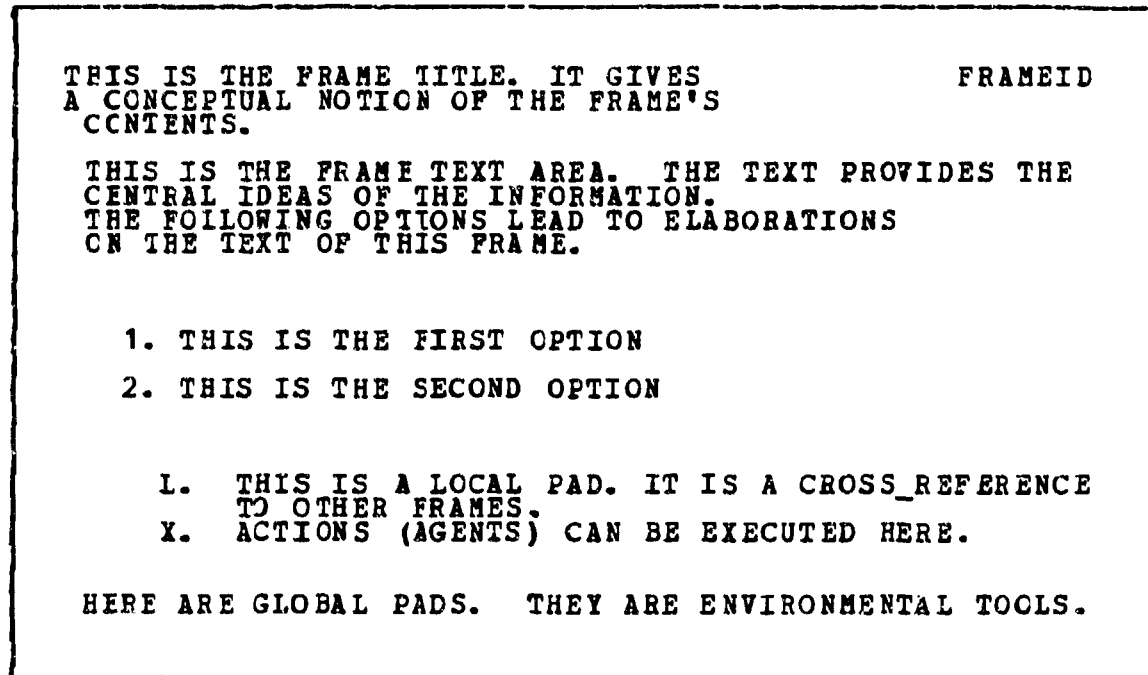 THIS IS THE FRAME TITLE. IT GIVES FRAMEID
A CONCEPTUAL NOTION OF THE FRAME'S
CONTENTS.
THIS IS THE FRAME TEXT AREA. THE TEXT PROVIDES THE
CENTRAL IDEAS OF THE INFORMATION.
THE FOLLOWING OPTIONS LEAD TO ELABORATIONS
ON THE TEXT OF THIS FRAME.
1. THIS IS THE FIRST OPTION
2. THIS IS THE SECOND OPTION
L. THIS IS A LOCAL PAD. IT IS A CROSS_REFERENCE
TO OTHER FRAMES.
X. ACTIONS (AGENTS) CAN BE EXECUTED HERE.
HERE ARE GLOBAL PADS. THEY ARE ENVIRONMENTAL TOOLS.